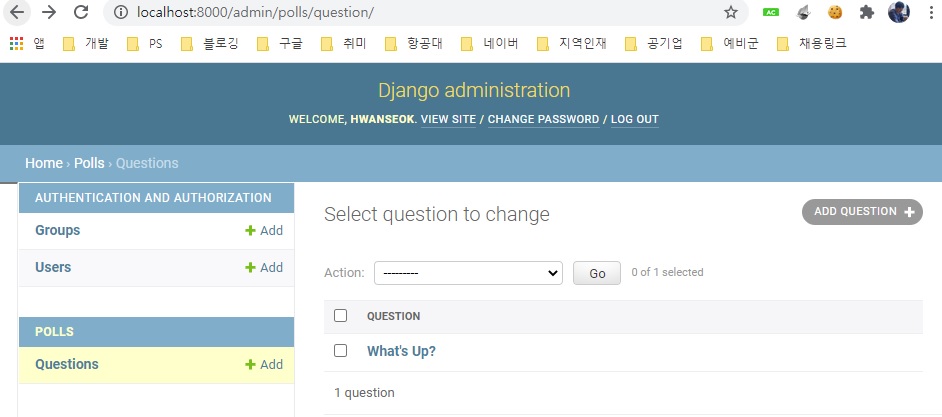 localhost:8000/admin/polls/question/
앱 개발 PS 블로깅 구글 취미 항공대 네이버 지역인재 공기업 예비군 채용링크
Django administration
WELCOME, HWANSEOK. VIEW SITE / CHANGE PASSWORD / LOG OUT
Home › Polls › Questions
AUTHENTICATION AND AUTHORIZATION
Groups + Add
Users + Add
POLLS
Questions + Add
Select question to change
ADD QUESTION +
Action: --------- Go 0 of 1 selected
QUESTION
What's Up?
1 question